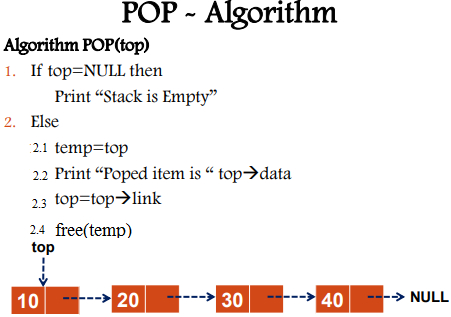 POP ~ Algorithm
Algorithm POP(top)
1. If top=NULL then
Print “Stack is Empty”
2. Else
2.1 temp=top
2.2 Print “Poped item is “ top→data
2.3 top=top→link
2.4 free(temp)
top
10 20 30 40 NULL